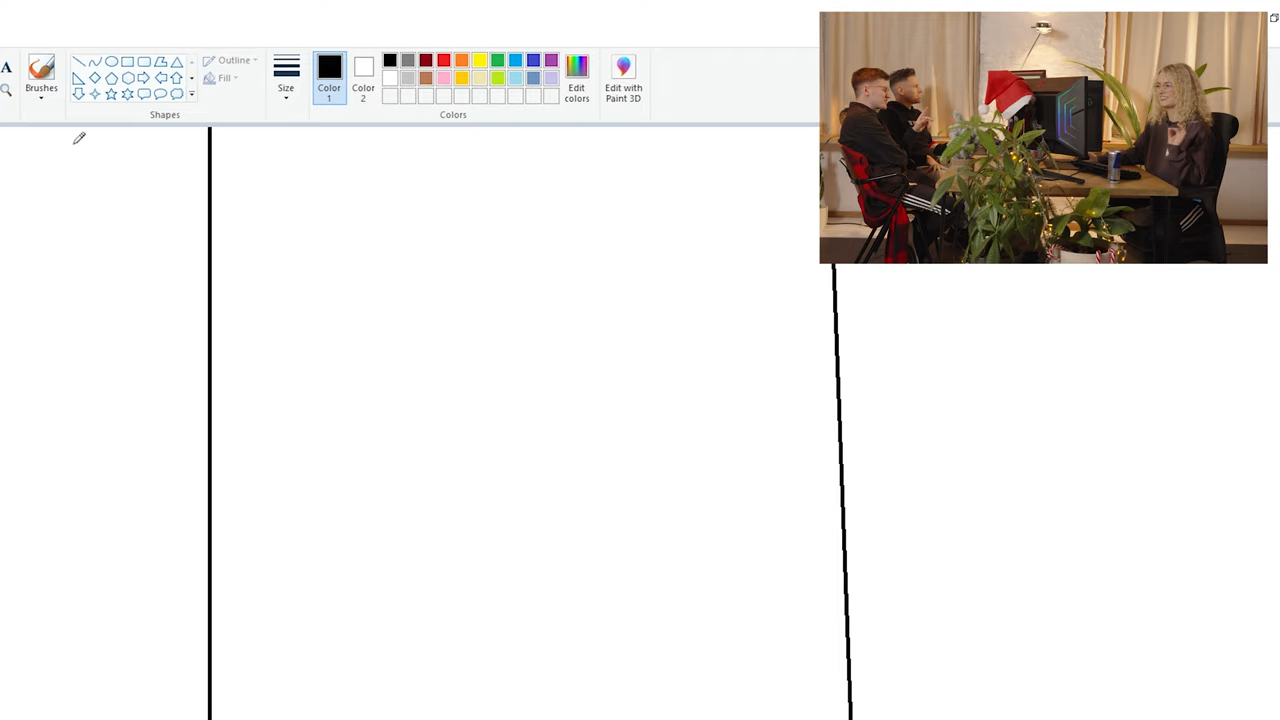 A
Brushes
Outline
Fill
Shapes
Size
Color
1
Color
2
Colors
Edit
colors
Edit with
Paint 3D